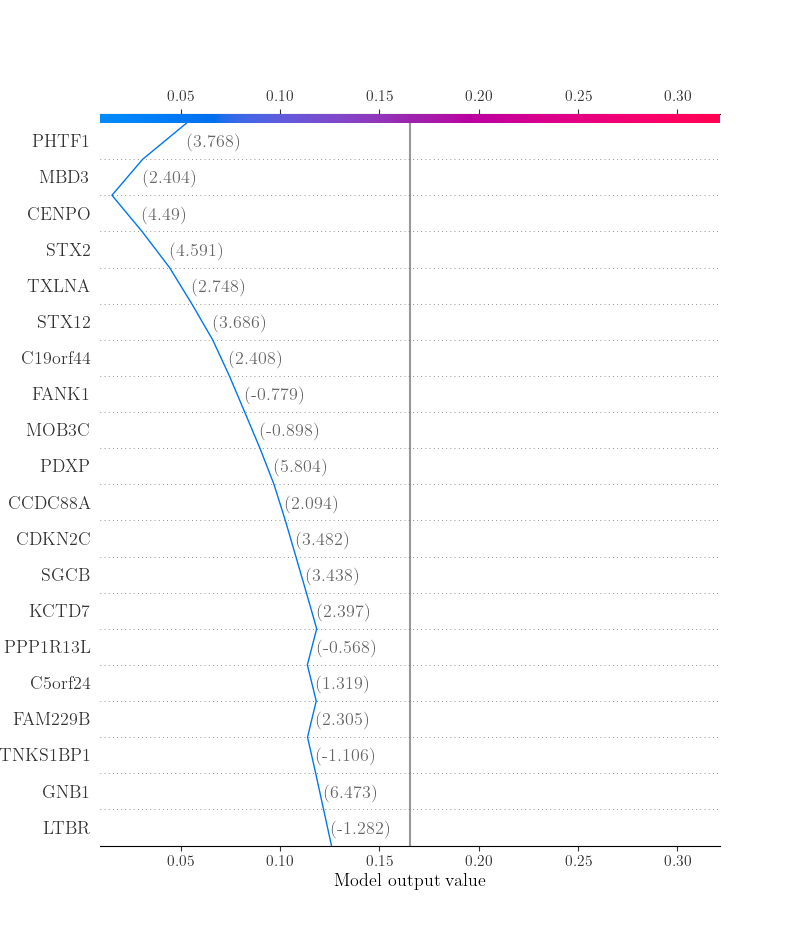 0.05 0.10 0.15 0.20 0.25 0.30
PHTF1 (3.768)
MBD3 (2.404)
CENPO (4.49)
STX2 (4.591)
TXLNA (2.748)
STX12 (3.686)
C19orf44 (2.408)
FANK1 (-0.779)
MOB3C (-0.898)
PDXP (5.804)
CCDC88A (2.094)
CDKN2C (3.482)
SGCB (3.438)
KCTD7 (2.397)
PPP1R13L (-0.568)
C5orf24 (1.319)
FAM229B (2.305)
TNKS1BP1 (-1.106)
GNB1 (6.473)
LTBR (-1.282)
0.05 0.10 0.15 0.20 0.25 0.30
Model output value